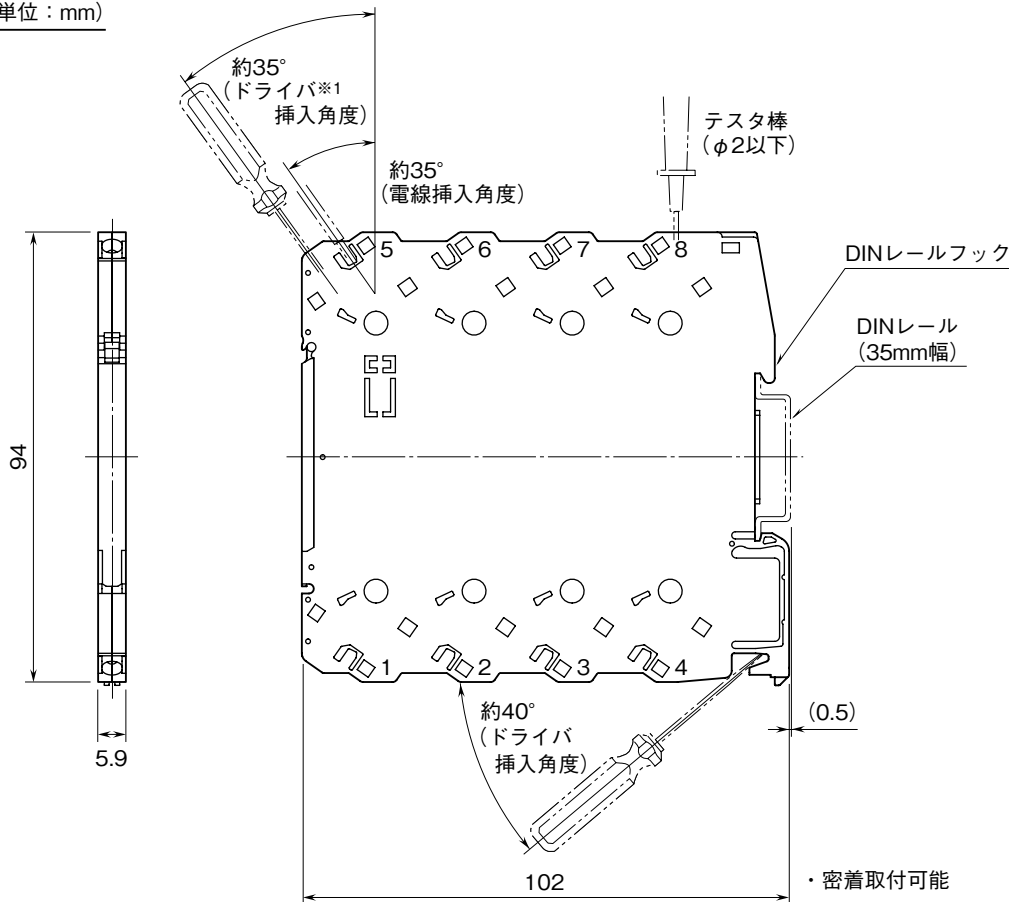 単位：mm）
約35°
（ドライバ※1
挿入角度）
テスタ棒
（φ2以下）
約35°
（電線挿入角度）
5 6 7 8
DINレールフック
DINレール
（35mm幅）
94
1 2 3 4
約40°
（ドライバ
挿入角度）
（0.5）
5.9
102
・密着取付可能